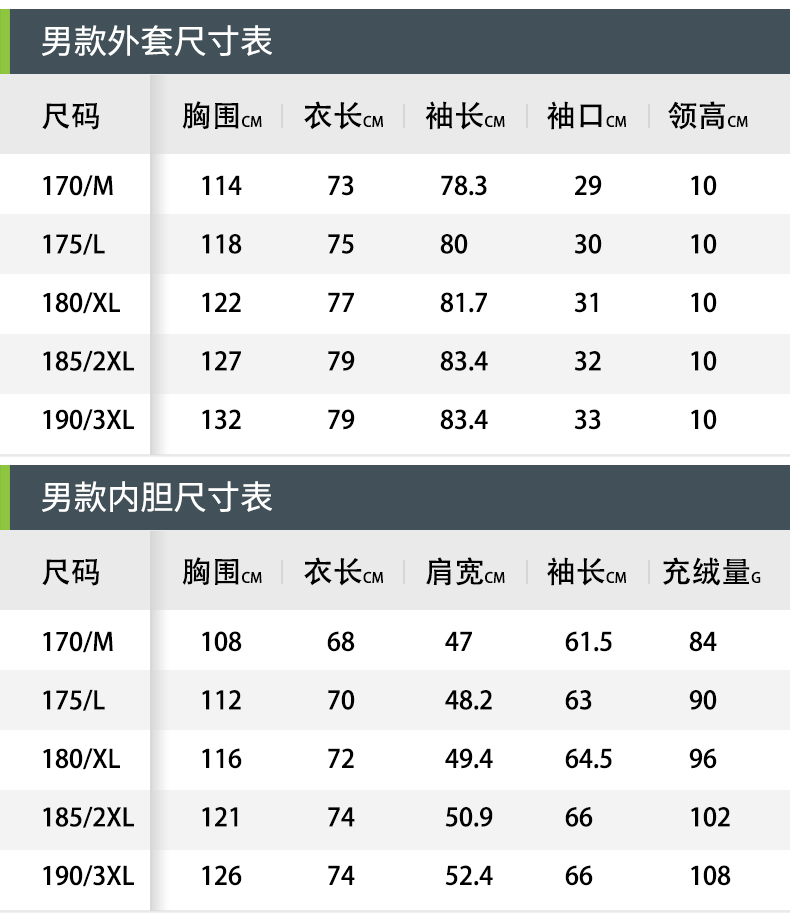 男款外套尺寸表
尺码 胸围CM 衣长CM 袖长CM 袖口CM 领高CM
170/M 114 73 78.3 29 10
175/L 118 75 80 30 10
180/XL 122 77 81.7 31 10
185/2XL 127 79 83.4 32 10
190/3XL 132 79 83.4 33 10
男款内胆尺寸表
尺码 胸围CM 衣长CM 肩宽CM 袖长CM 充绒量G
170/M 108 68 47 61.5 84
175/L 112 70 48.2 63 90
180/XL 116 72 49.4 64.5 96
185/2XL 121 74 50.9 66 102
190/3XL 126 74 52.4 66 108